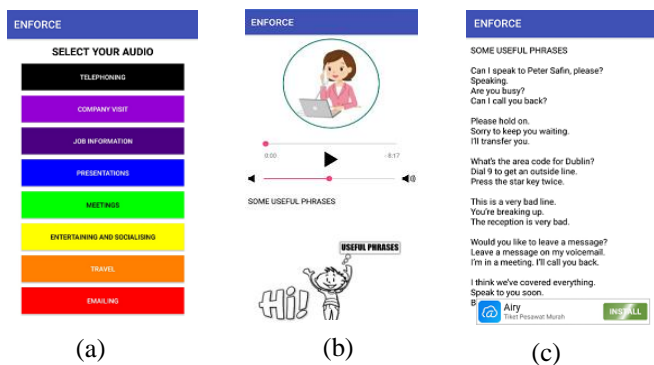 ENFORCE
SELECT YOUR AUDIO
TELEPHONING
COMPANY VISIT
JOB INFORMATION
PRESENTATIONS
MEETINGS
ENTERTAINING AND SOCIALISING
TRAVEL
EMAILING
(a)
ENFORCE
0:00 -8:17
SOME USEFUL PHRASES
USEFUL PHRASES
Hi!
(b)
ENFORCE
SOME USEFUL PHRASES
Can I speak to Peter Safin, please?
Speaking.
Are you busy?
Can I call you back?
Please hold on.
Sorry to keep you waiting.
I'll transfer you.
What's the area code for Dublin?
Dial 9 to get an outside line.
Press the star key twice.
This is a very bad line.
You're breaking up.
The reception is very bad.
Would you like to leave a message?
Leave a message on my voicemail.
I'm in a meeting. I'll call you back.
I think we've covered everything.
Speak to you soon.
B
Airy
Tiket Pesawat Murah
INSTALL
(c)